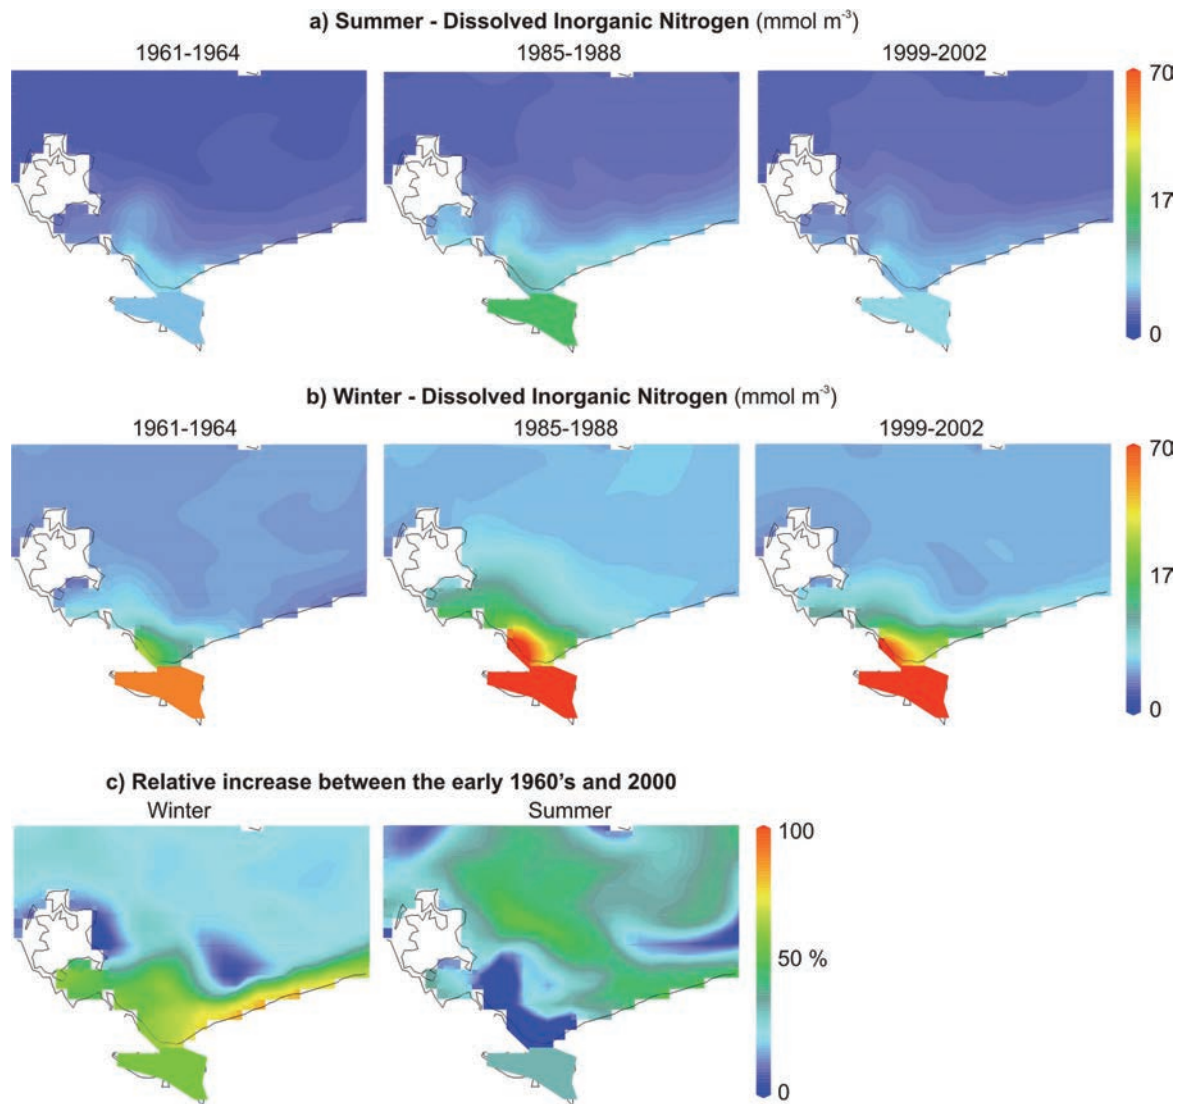 a) Summer - Dissolved Inorganic Nitrogen (mmol m⁻³)
1961-1964 1985-1988 1999-2002
70
17
0
b) Winter - Dissolved Inorganic Nitrogen (mmol m⁻³)
1961-1964 1985-1988 1999-2002
70
17
0
c) Relative increase between the early 1960's and 2000
Winter Summer
100
50 %
0